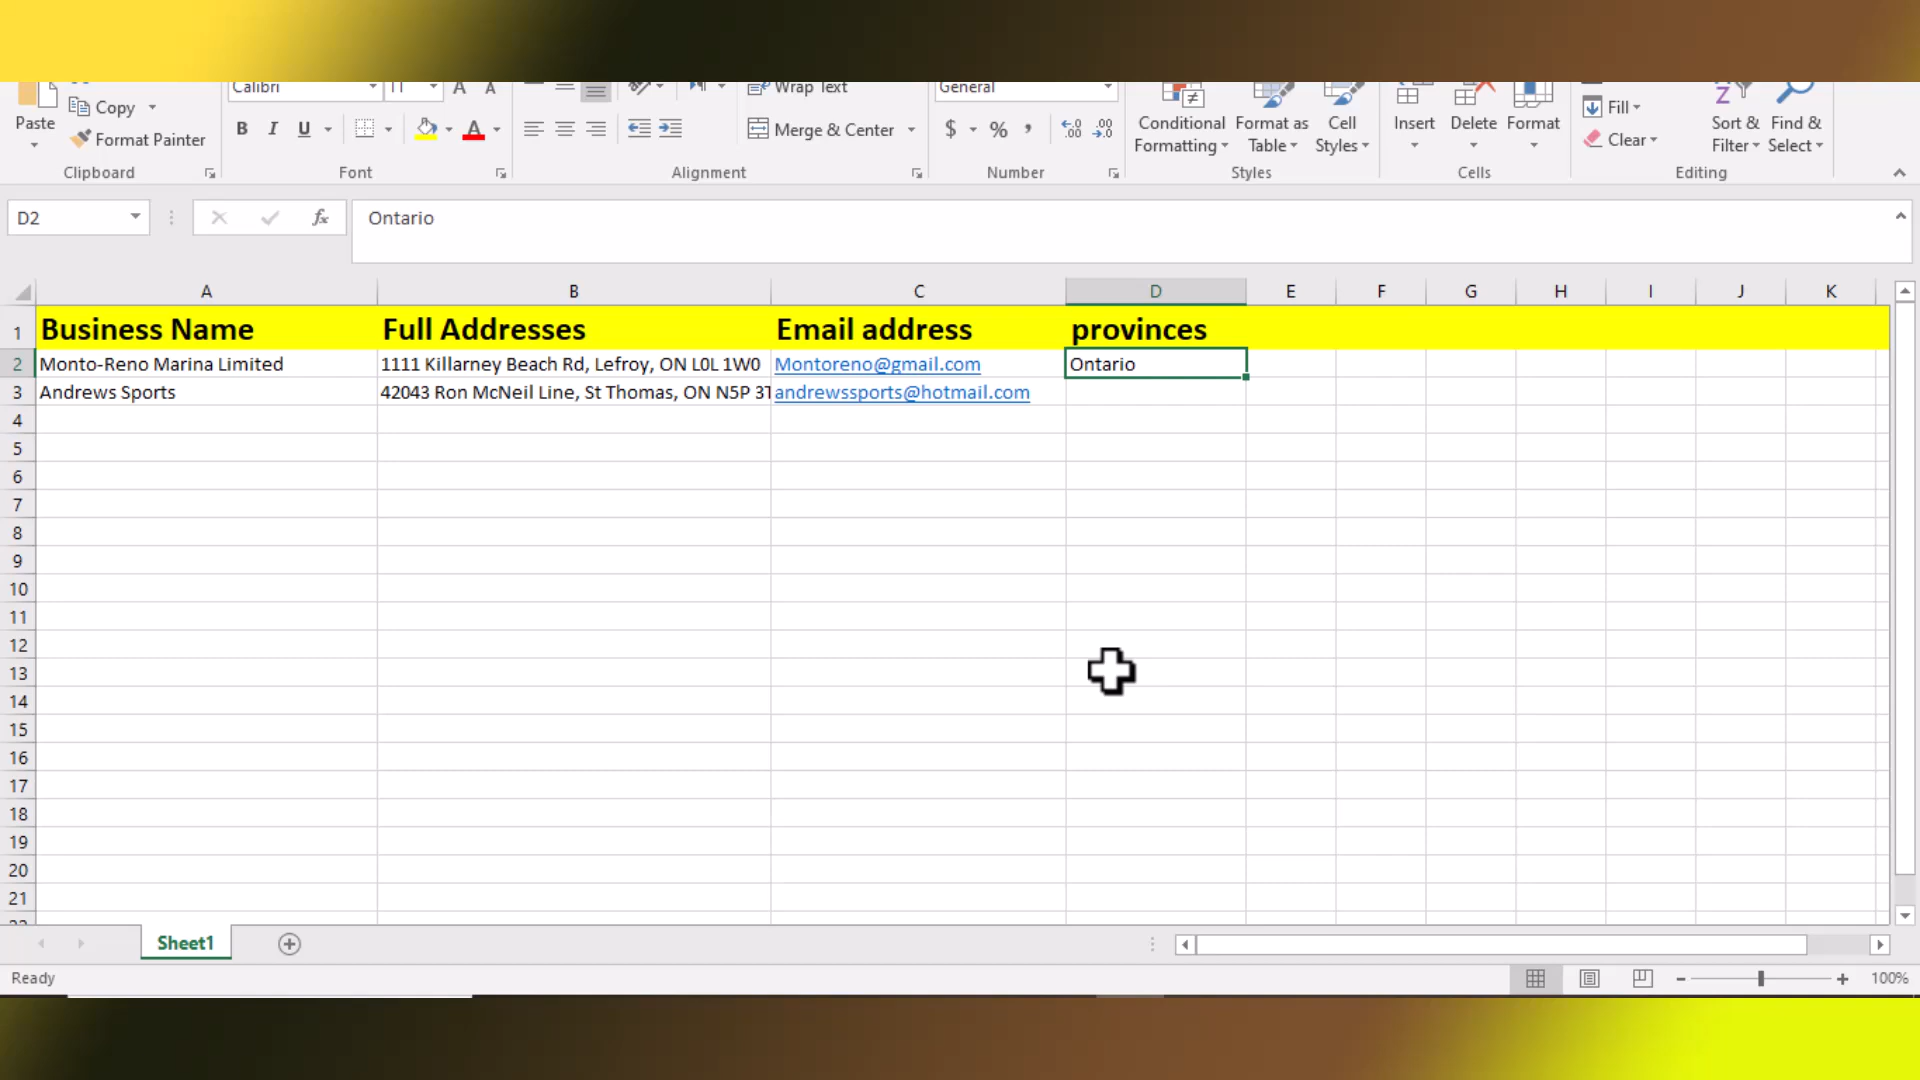 Calibri 11 A A Wrap Text General
Paste Copy Format Painter B I U A Merge & Center $ % , .00 .00 Conditional Formatting Format as Table Cell Styles Insert Delete Format Fill Clear Sort & Filter Find & Select
Clipboard Font Alignment Number Styles Cells Editing
D2 fx Ontario
A B C D E F G H I J K
1 Business Name Full Addresses Email address provinces
2 Monto-Reno Marina Limited 1111 Killarney Beach Rd, Lefroy, ON L0L 1W0 Montoreno@gmail.com Ontario
3 Andrews Sports 42043 Ron McNeil Line, St Thomas, ON N5P 3T andrewssports@hotmail.com
4
5
6
7
8
9
10
11
12
13
14
15
16
17
18
19
20
21
Sheet1
Ready 100%